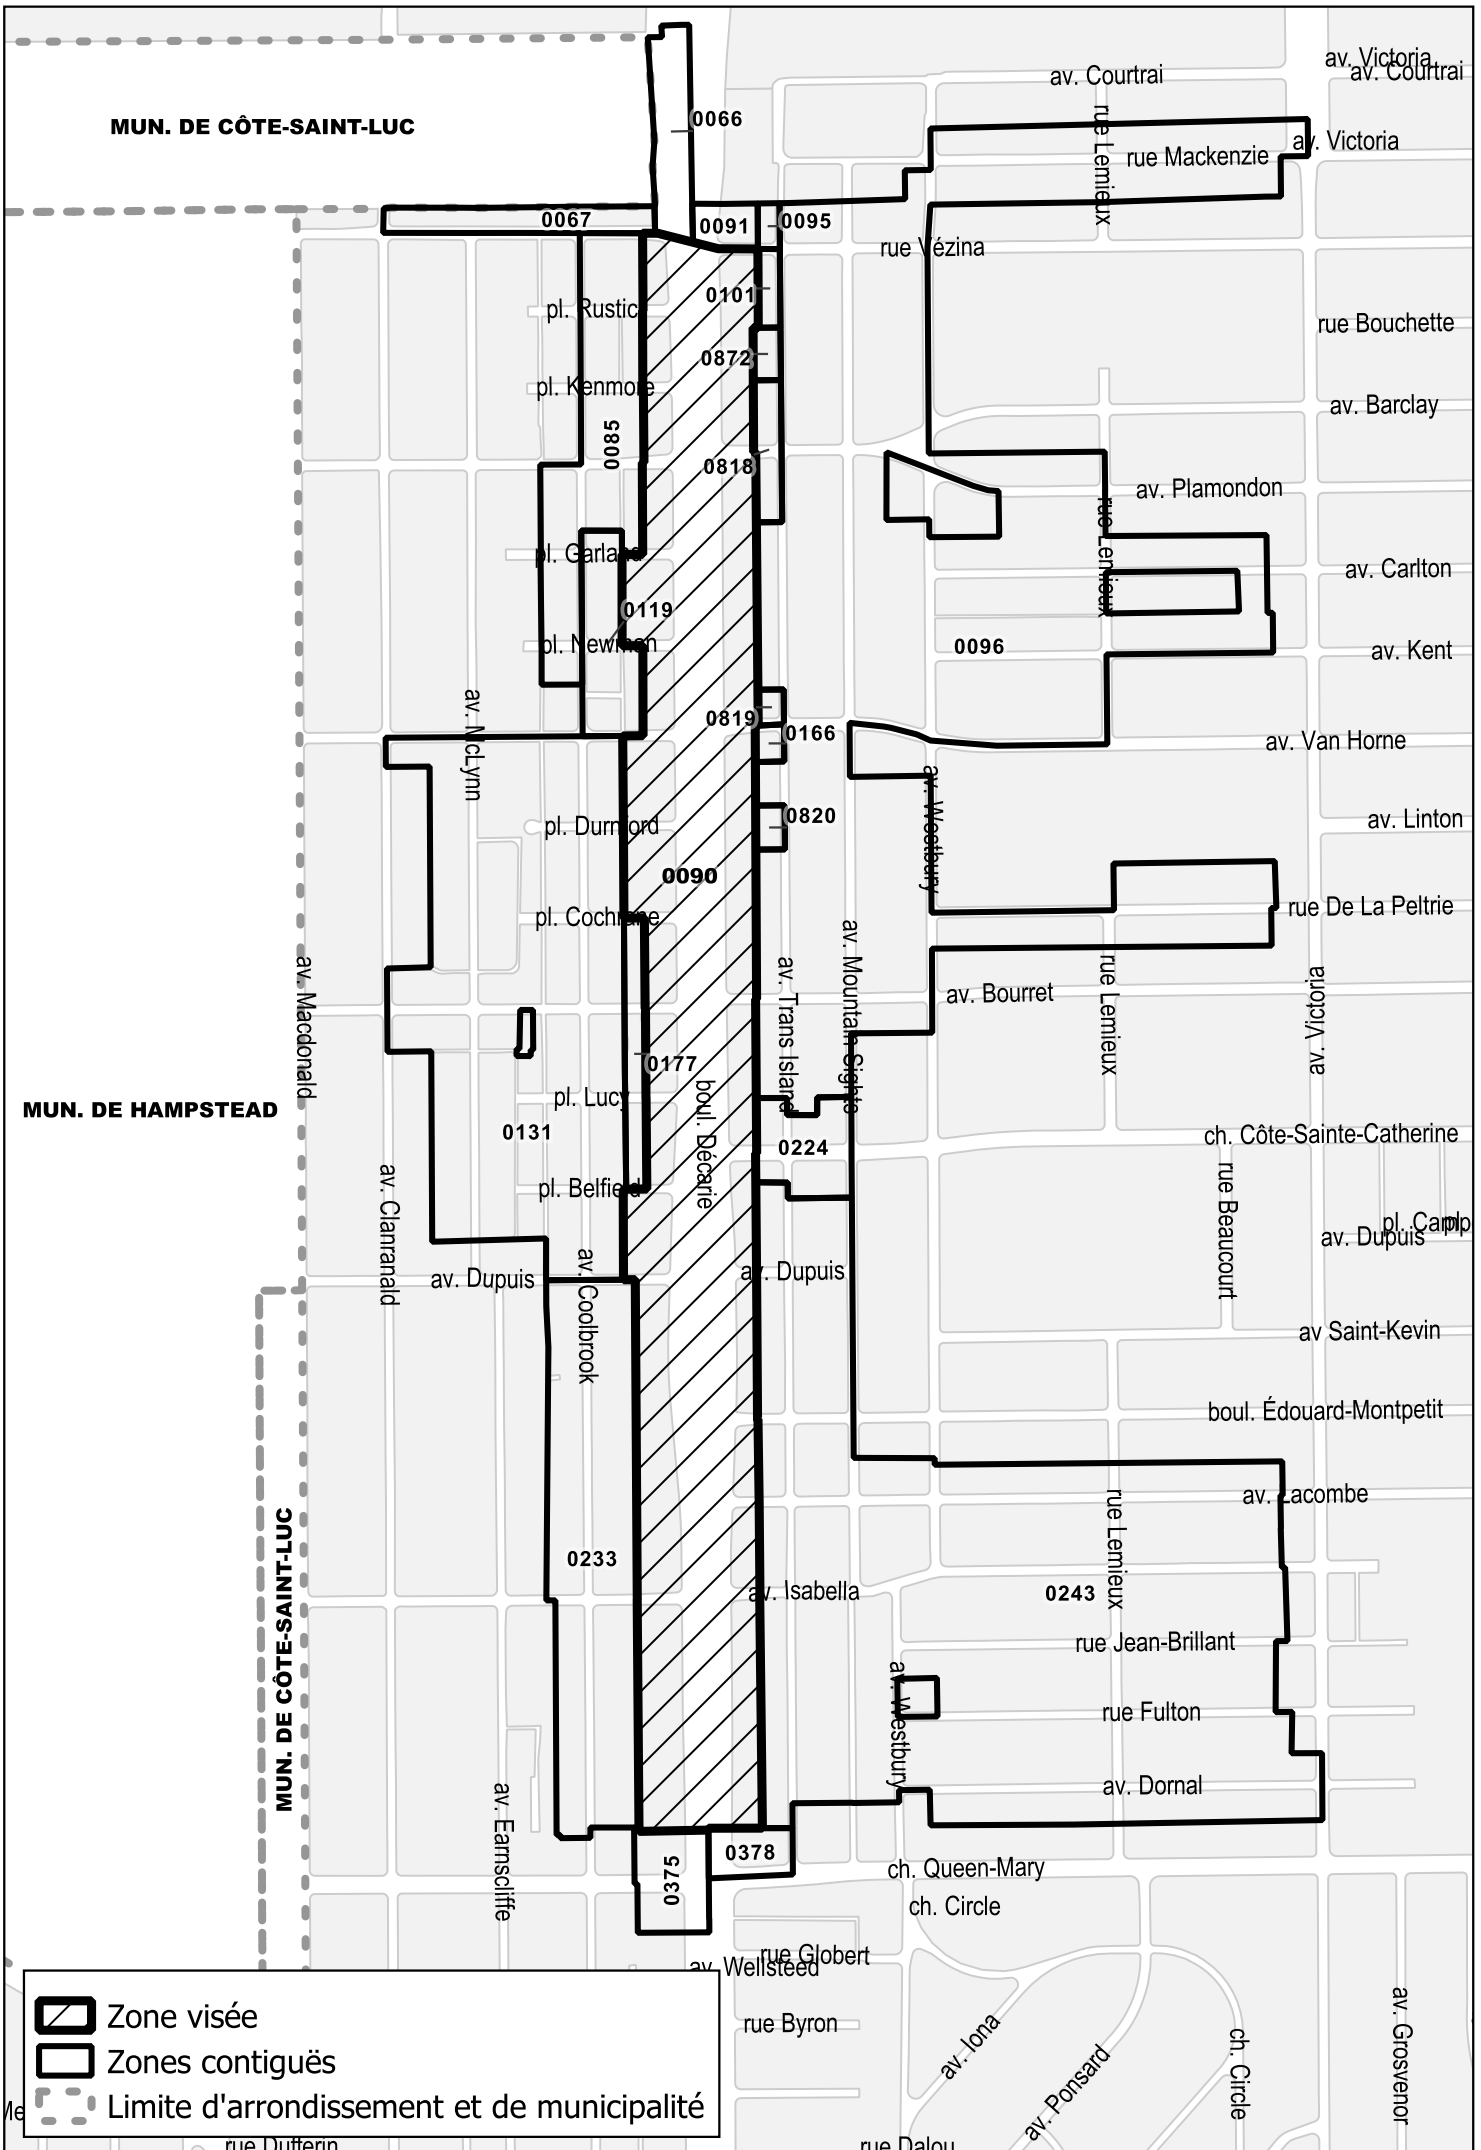 av. Victoria
av. Courtrai
av. Courtrai
0066
MUN. DE CÔTE-SAINT-LUC
rue Lemieux
av. Victoria
rue Mackenzie
0067
0091
0095
rue Vézina
0101
pl. Rustic
rue Bouchette
0872
pl. Kenmore
av. Barclay
0085
0818
av. Plamondon
rue Lemieux
pl. Garland
av. Carlton
0119
pl. Newman
0096
av. Kent
av. McLynn
0819
0166
av. Van Horne
av. Westbury
0820
av. Linton
pl. Durnford
0090
rue De La Peltrie
pl. Cochrane
av. Macdonald
av. Trans Island
av. Mountain Sights
av. Bourret
rue Lemieux
av. Victoria
0177
boul. Décarie
pl. Lucy
MUN. DE HAMPSTEAD
0131
ch. Côte-Sainte-Catherine
0224
av. Clanranald
pl. Belfield
rue Beaucourt
pl.
av. Dupuis
av. Dupuis
av. Dupuis
av. Coolbrook
av Saint-Kevin
boul. Édouard-Montpetit
av. Lacombe
rue Lemieux
MUN. DE CÔTE-SAINT-LUC
0233
av. Isabella
0243
rue Jean-Brillant
av. Westbury
rue Fulton
av. Dornal
av. Earnscliffe
0378
0375
ch. Queen-Mary
ch. Circle
rue Globert
av. Wellsteed
rue Byron
av. Iona
av. Ponsard
ch. Circle
av. Grosvenor
Zone visée
Zones contiguës
Limite d'arrondissement et de municipalité
rue Dufferin
rue Dalou